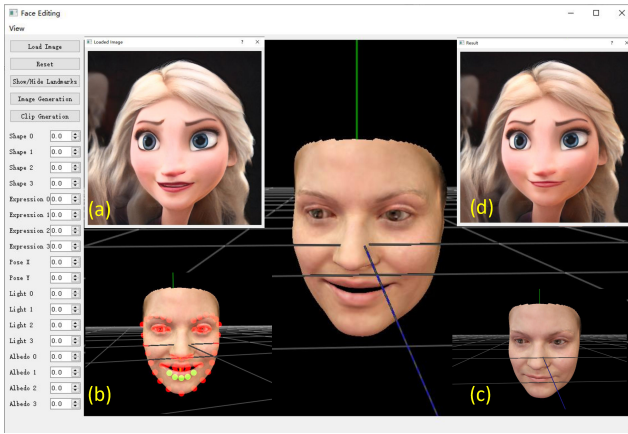 Face Editing
View
Load Image
Reset
Show/Hide Landmarks
Image Generation
Clip Gneration
Shape 0 0.0
Shape 1 0.0
Shape 2 0.0
Shape 3 0.0
Expression 0 0.0
Expression 1 0.0
Expression 2 0.0
Expression 3 0.0
Pose X 0.0
Pose Y 0.0
Light 0 0.0
Light 1 0.0
Light 2 0.0
Light 3 0.0
Albedo 0 0.0
Albedo 1 0.0
Albedo 2 0.0
Albedo 3 0.0
Loaded Image ?
(a)
(b)
Result ?
(d)
(c)